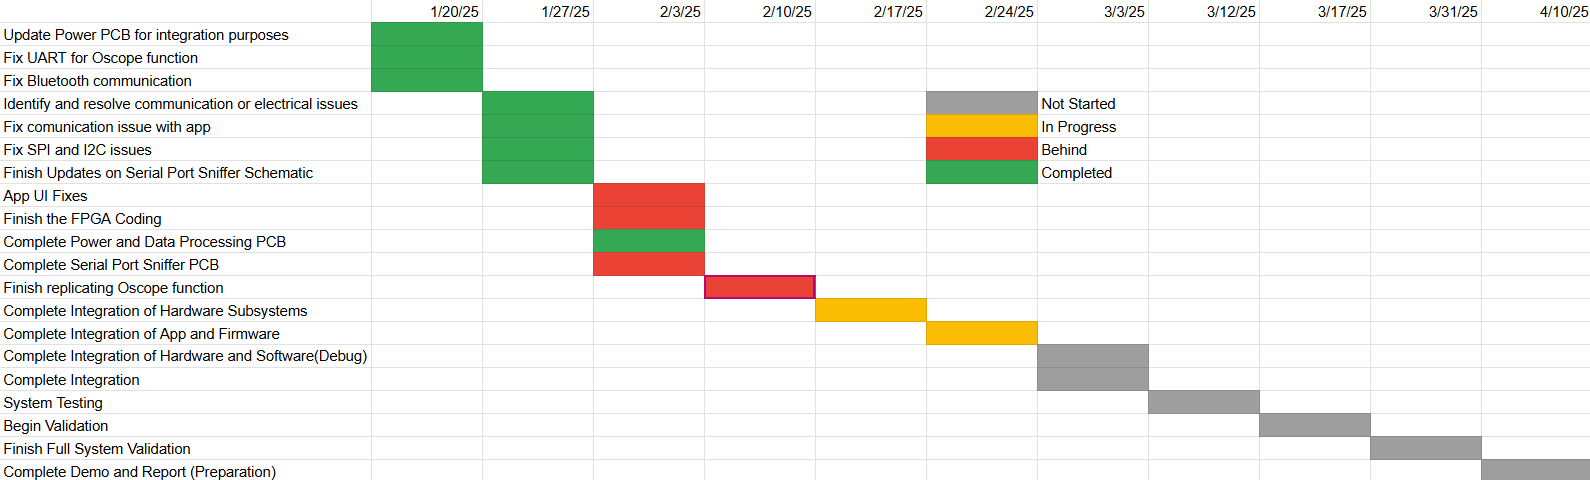 1/20/25 1/27/25 2/3/25 2/10/25 2/17/25 2/24/25 3/3/25 3/12/25 3/17/25 3/31/25 4/10/25
Update Power PCB for integration purposes
Fix UART for Oscope function
Fix Bluetooth communication
Identify and resolve communication or electrical issues Not Started
Fix comunication issue with app In Progress
Fix SPI and I2C issues Behind
Finish Updates on Serial Port Sniffer Schematic Completed
App UI Fixes
Finish the FPGA Coding
Complete Power and Data Processing PCB
Complete Serial Port Sniffer PCB
Finish replicating Oscope function
Complete Integration of Hardware Subsystems
Complete Integration of App and Firmware
Complete Integration of Hardware and Software(Debug)
Complete Integration
System Testing
Begin Validation
Finish Full System Validation
Complete Demo and Report (Preparation)